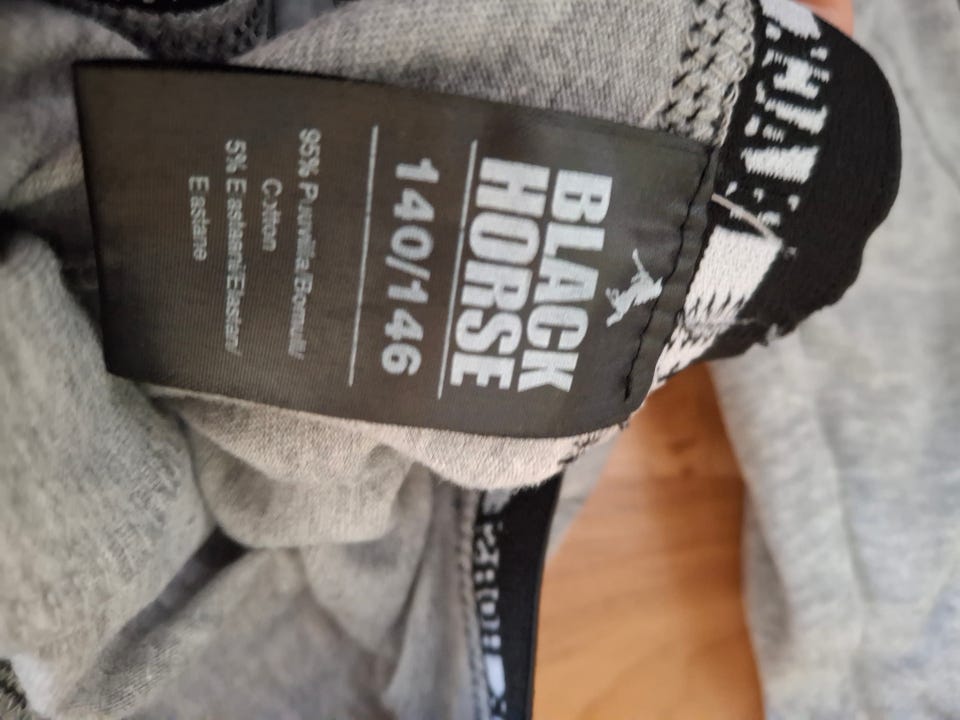 BLACK
HORSE
140/146
95% Puuvilla/Bomull/
Cotton
5% Elastaani/Elastan/
Elastane